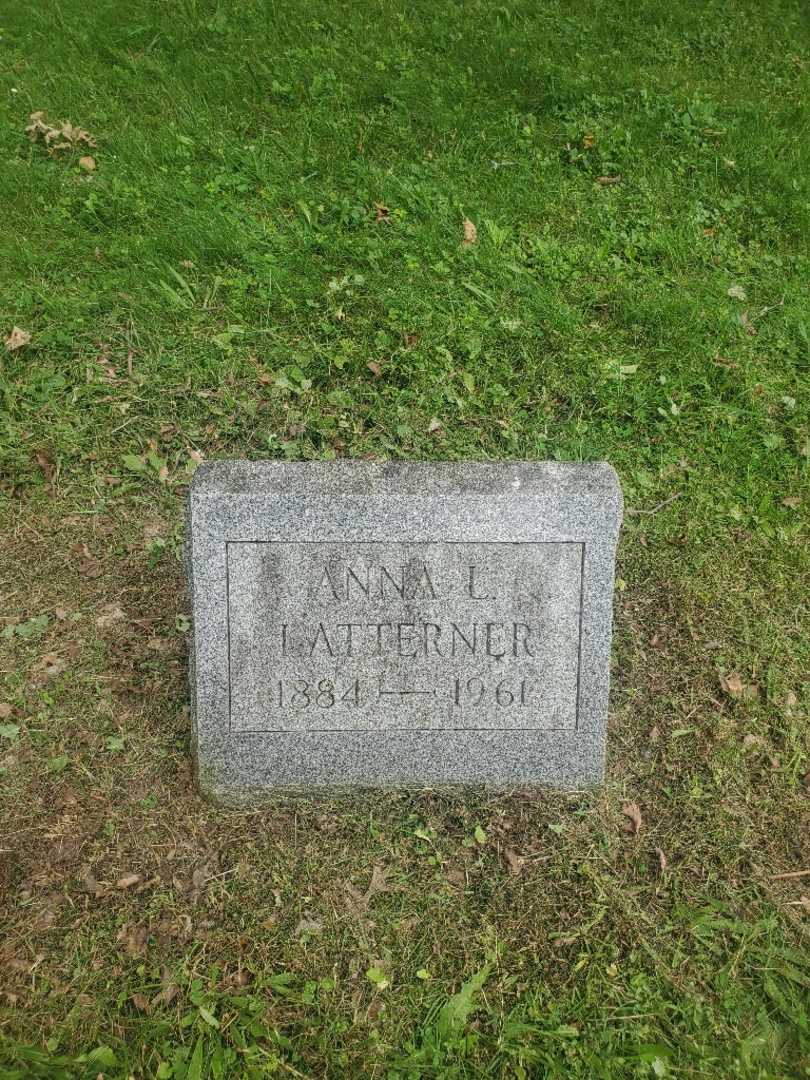 ANNA L.
LATTERNER
1884 — 1961